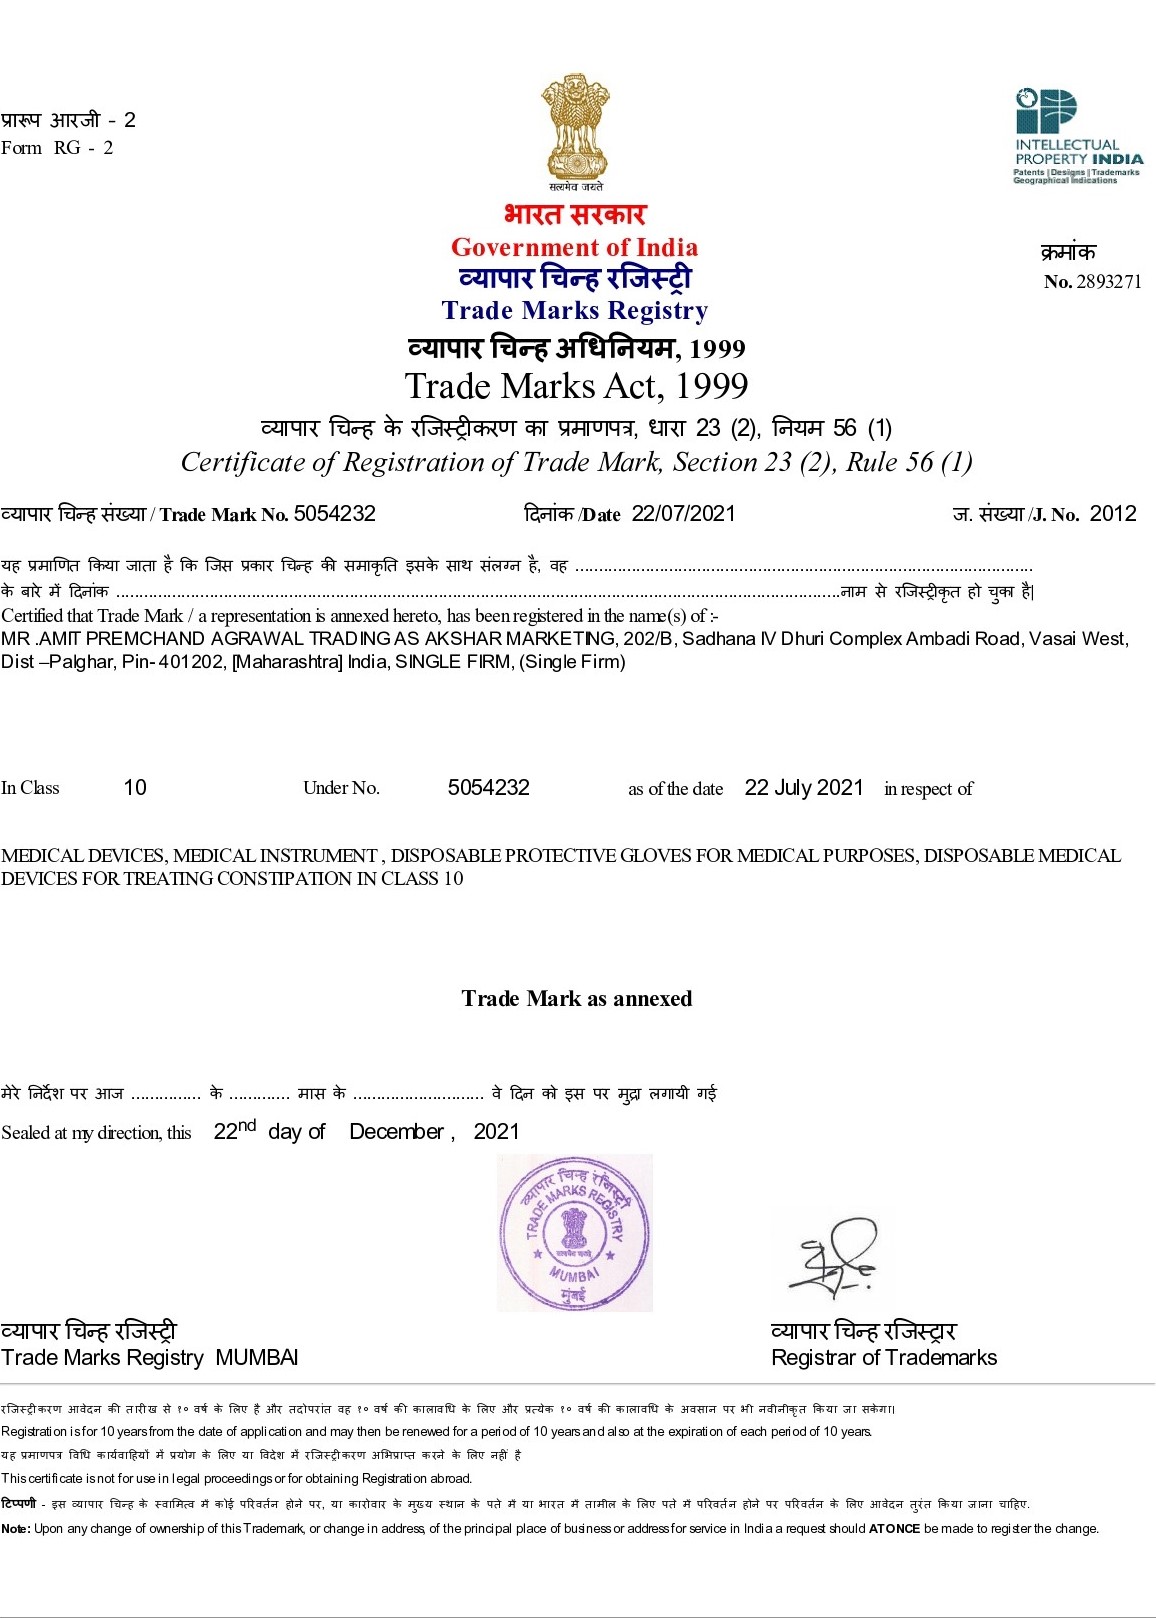 प्रारूप आरजी - 2
Form RG - 2
सत्यमेव जयते
INTELLECTUAL
PROPERTY INDIA
Patents | Designs | Trademarks
Geographical Indications
भारत सरकार
Government of India
व्यापार चिन्ह रजिस्ट्री
Trade Marks Registry
क्रमांक
No. 2893271
व्यापार चिन्ह अधिनियम, 1999
Trade Marks Act, 1999
व्यापार चिन्ह के रजिस्ट्रीकरण का प्रमाणपत्र, धारा 23 (2), नियम 56 (1)
Certificate of Registration of Trade Mark, Section 23 (2), Rule 56 (1)
व्यापार चिन्ह संख्या / Trade Mark No. 5054232 दिनांक /Date 22/07/2021 ज. संख्या /J. No. 2012
यह प्रमाणित किया जाता है कि जिस प्रकार चिन्ह की समाकृति इसके साथ संलग्न है, वह ..................................................................................................
के बारे में दिनांक ...........................................................................................................................................................नाम से रजिस्ट्रीकृत हो चुका है|
Certified that Trade Mark / a representation is annexed hereto, has been registered in the name(s) of :-
MR .AMIT PREMCHAND AGRAWAL TRADING AS AKSHAR MARKETING, 202/B, Sadhana IV Dhuri Complex Ambadi Road, Vasai West,
Dist –Palghar, Pin- 401202, [Maharashtra] India, SINGLE FIRM, (Single Firm)
In Class 10 Under No. 5054232 as of the date 22 July 2021 in respect of
MEDICAL DEVICES, MEDICAL INSTRUMENT , DISPOSABLE PROTECTIVE GLOVES FOR MEDICAL PURPOSES, DISPOSABLE MEDICAL
DEVICES FOR TREATING CONSTIPATION IN CLASS 10
Trade Mark as annexed
मेरे निर्देश पर आज ............... के ............. मास के ............................ वे दिन को इस पर मुद्रा लगायी गई
Sealed at my direction, this 22nd day of December , 2021
व्यापार चिन्ह रजिस्ट्री
TRADE MARKS REGISTRY
सत्यमेव जयते
MUMBAI
मुंबई
व्यापार चिन्ह रजिस्ट्री
Trade Marks Registry MUMBAI
व्यापार चिन्ह रजिस्ट्रार
Registrar of Trademarks
रजिस्ट्रीकरण आवेदन की तारीख से १० वर्ष के लिए है और तदोपरांत वह १० वर्ष की कालावधि के लिए और प्रत्येक १० वर्ष की कालावधि के अवसान पर भी नवीनीकृत किया जा सकेगा|
Registration is for 10 years from the date of application and may then be renewed for a period of 10 years and also at the expiration of each period of 10 years.
यह प्रमाणपत्र विधि कार्यवाहियों में प्रयोग के लिए या विदेश में रजिस्ट्रीकरण अभिप्राप्त करने के लिए नहीं है
This certificate is not for use in legal proceedings or for obtaining Registration abroad.
टिप्पणी - इस व्यापार चिन्ह के स्वामित्व में कोई परिवर्तन होने पर, या कारोवार के मुख्य स्थान के पते में या भारत में तामील के लिए पते में परिवर्तन होने पर परिवर्तन के लिए आवेदन तुरंत किया जाना चाहिए.
Note: Upon any change of ownership of this Trademark, or change in address, of the principal place of business or address for service in India a request should AT ONCE be made to register the change.